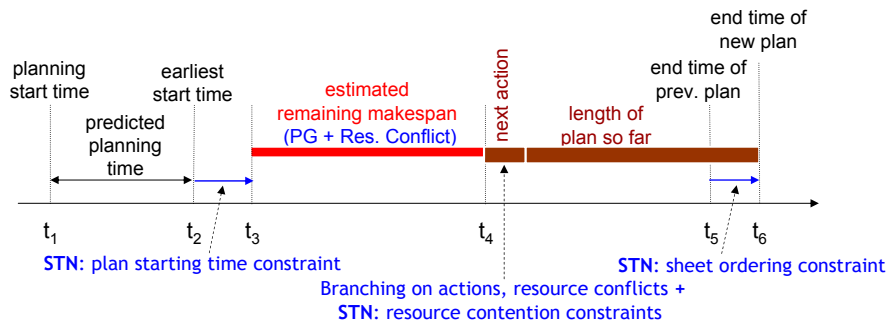 planning
start time
predicted
planning
time
earliest
start time
estimated
remaining makespan
(PG + Res. Conflict)
next action
length of
plan so far
end time of
prev. plan
end time of
new plan
t1
t2
t3
t4
t5
t6
STN: plan starting time constraint
Branching on actions, resource conflicts +
STN: resource contention constraints
STN: sheet ordering constraint